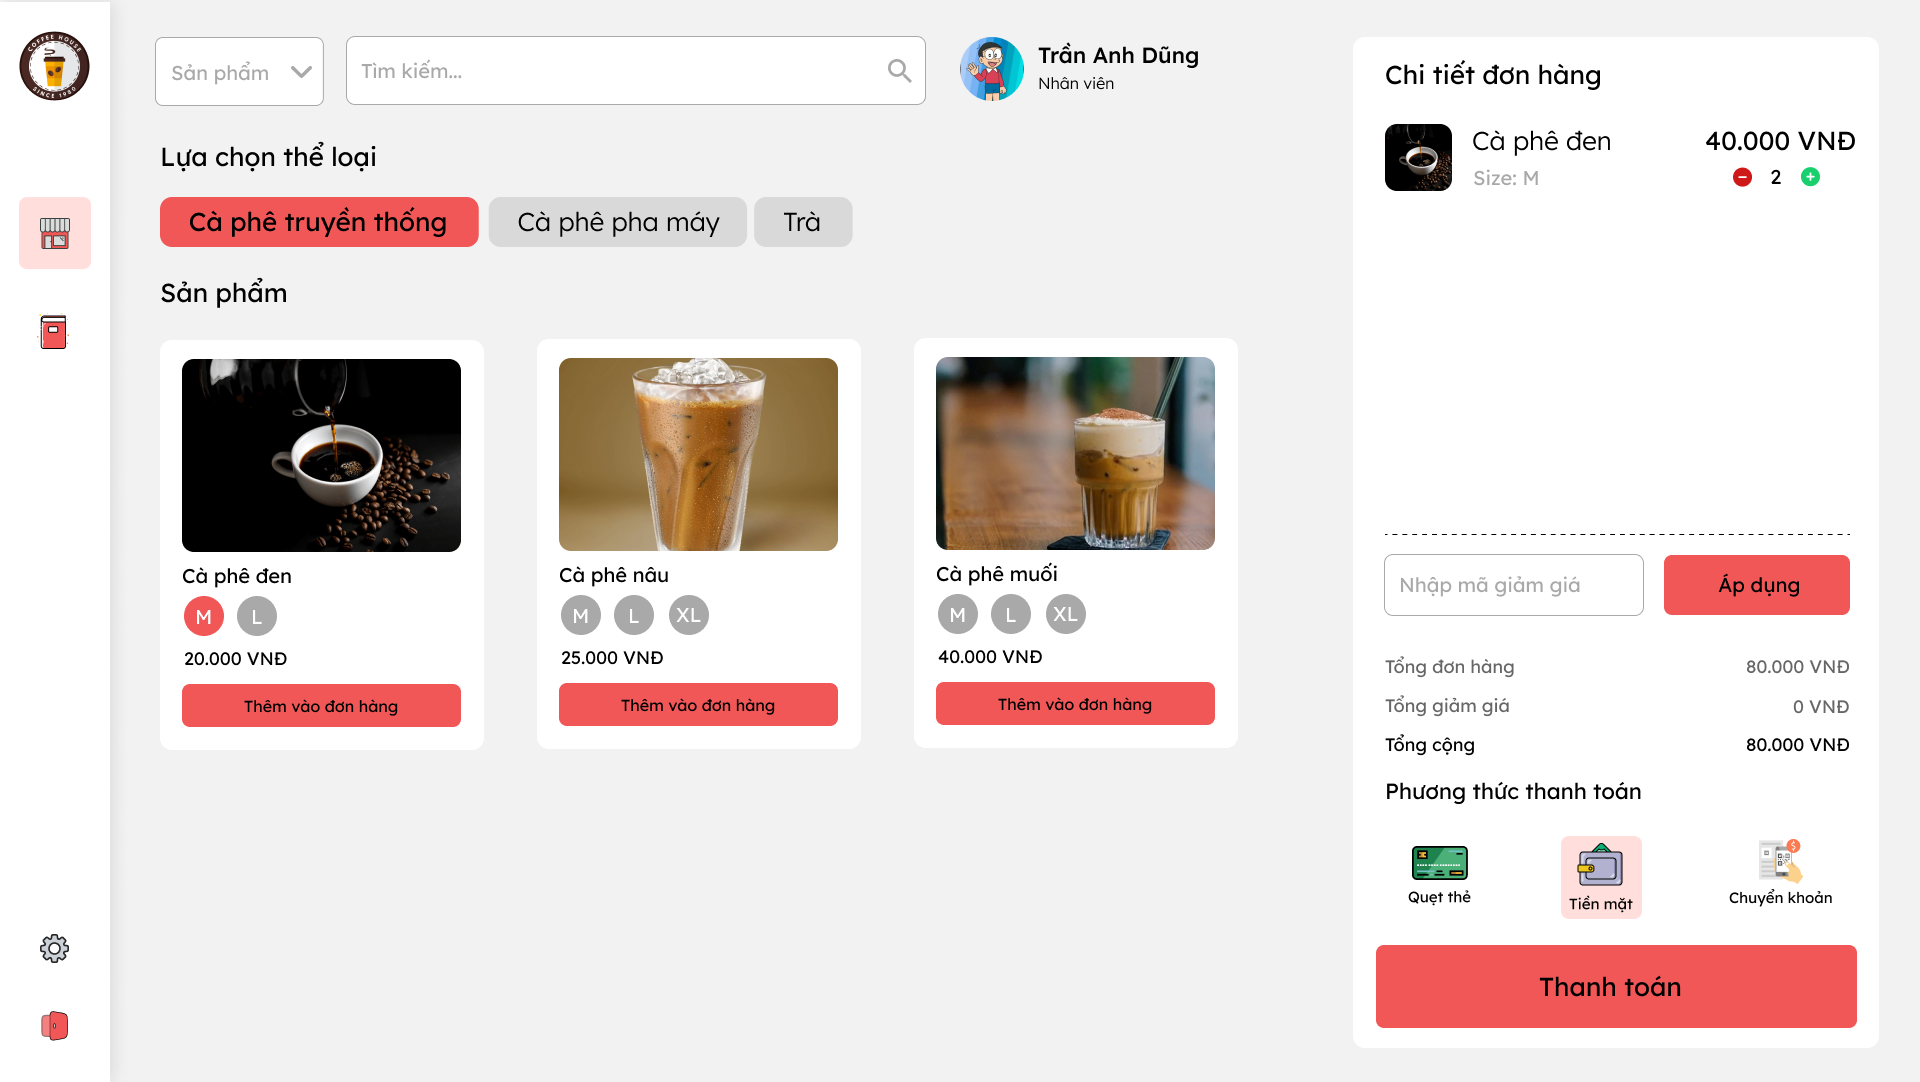 COFFEE HOUSE
SINCE 1980
Sản phẩm
Tìm kiếm...
Trần Anh Dũng
Nhân viên
Lựa chọn thể loại
Cà phê truyền thống
Cà phê pha máy
Trà
Sản phẩm
Cà phê đen
M L
20.000 VNĐ
Thêm vào đơn hàng
Cà phê nâu
M L XL
25.000 VNĐ
Thêm vào đơn hàng
Cà phê muối
M L XL
40.000 VNĐ
Thêm vào đơn hàng
Chi tiết đơn hàng
Cà phê đen 40.000 VNĐ
Size: M 2
Nhập mã giảm giá
Áp dụng
Tổng đơn hàng 80.000 VNĐ
Tổng giảm giá 0 VNĐ
Tổng cộng 80.000 VNĐ
Phương thức thanh toán
Quẹt thẻ
Tiền mặt
Chuyển khoản
Thanh toán